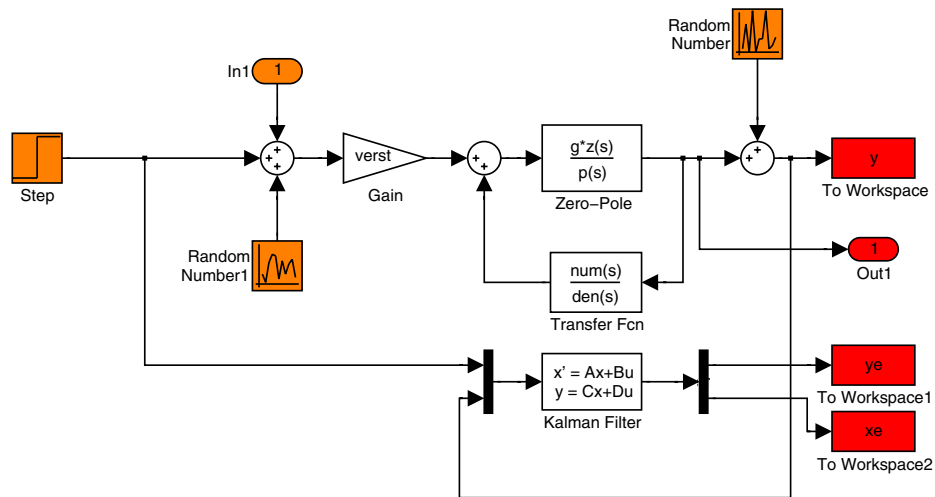 Random
Number
In1
1
+
+
+
verst
Gain
+
+
g*z(s)
p(s)
Zero−Pole
+
+
y
To Workspace
Step
Random
Number1
num(s)
den(s)
Transfer Fcn
1
Out1
x' = Ax+Bu
y = Cx+Du
Kalman Filter
ye
To Workspace1
xe
To Workspace2